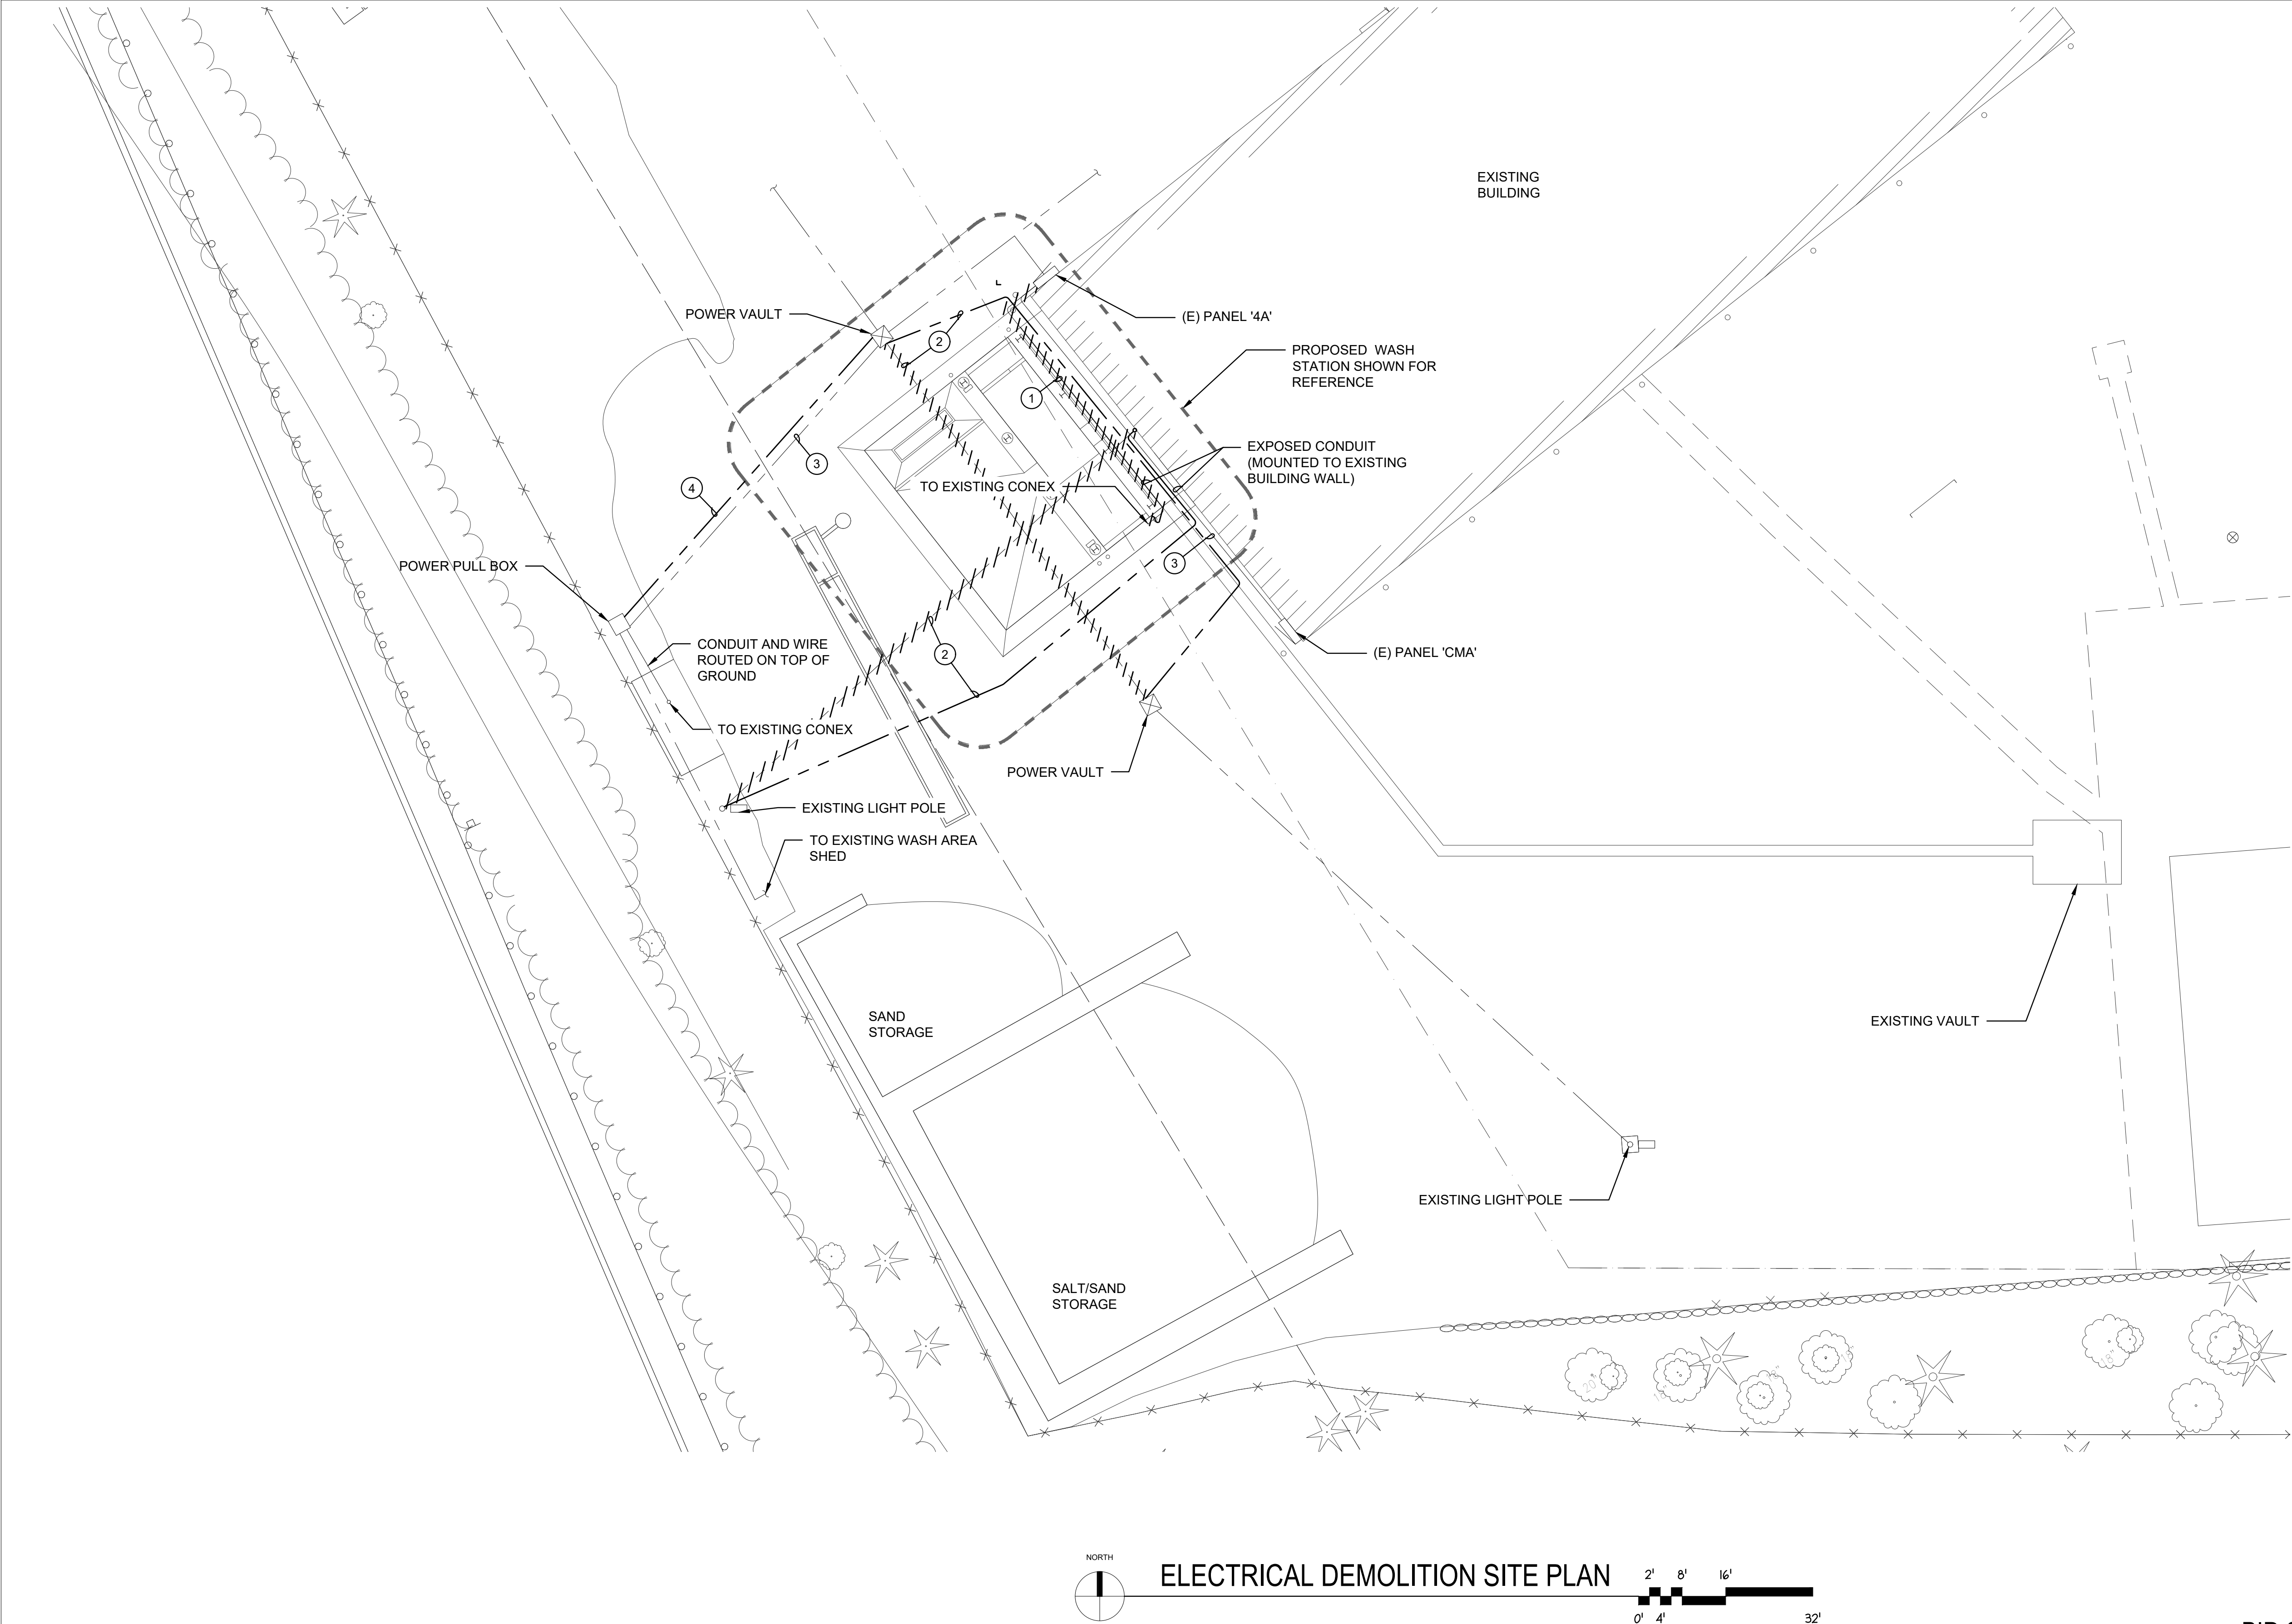 EXISTING
BUILDING
POWER VAULT
(E) PANEL '4A'
2
PROPOSED WASH
STATION SHOWN FOR
REFERENCE
1
EXPOSED CONDUIT
(MOUNTED TO EXISTING
BUILDING WALL)
3
TO EXISTING CONEX
4
POWER PULL BOX
3
CONDUIT AND WIRE
ROUTED ON TOP OF
GROUND
2
(E) PANEL 'CMA'
TO EXISTING CONEX
POWER VAULT
EXISTING LIGHT POLE
TO EXISTING WASH AREA
SHED
SAND
STORAGE
EXISTING VAULT
EXISTING LIGHT POLE
SALT/SAND
STORAGE
20"
18"
NORTH
ELECTRICAL DEMOLITION SITE PLAN
2' 8' 16'
0' 4' 32'